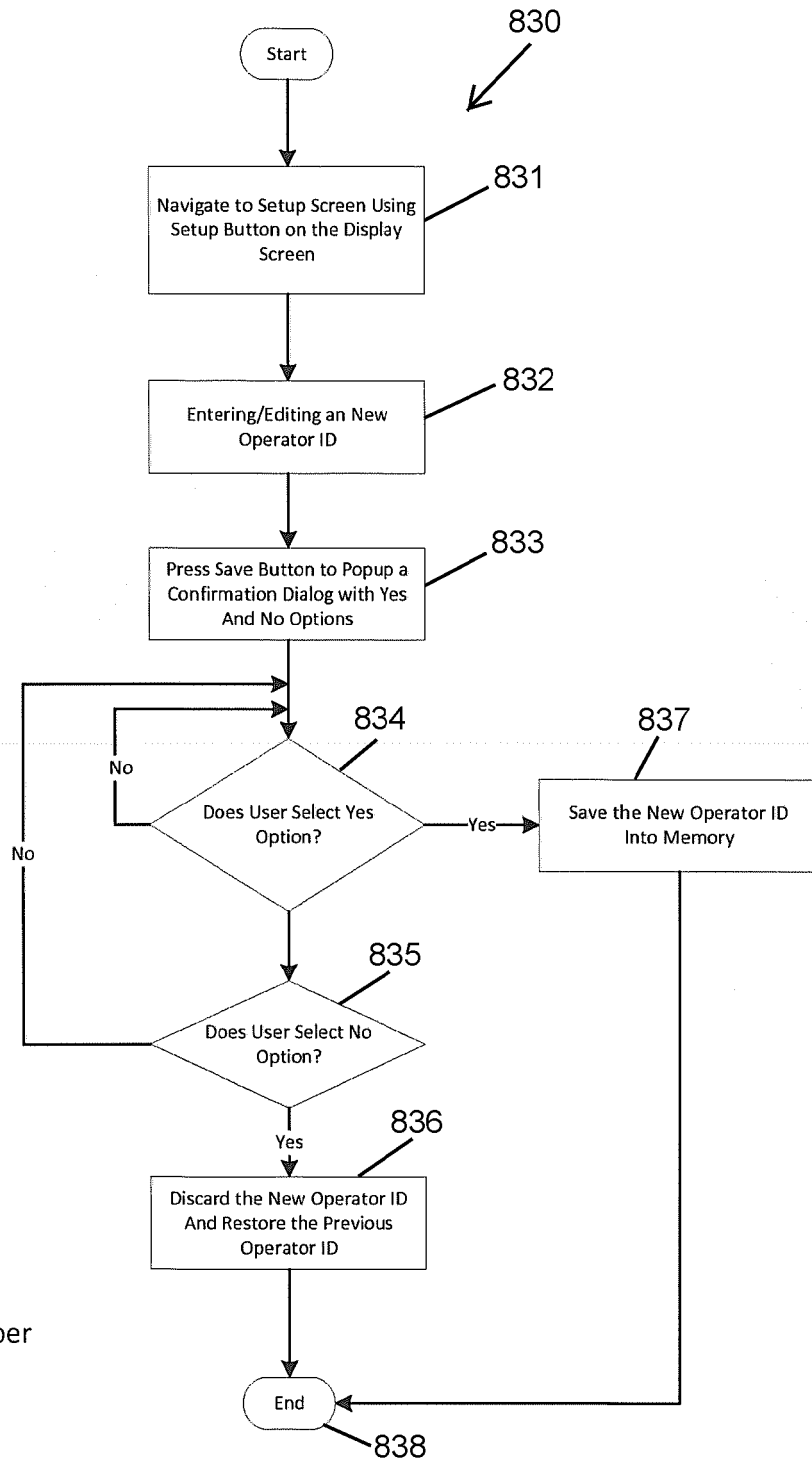 830
Start
831
Navigate to Setup Screen Using
Setup Button on the Display
Screen
832
Entering/Editing an New
Operator ID
833
Press Save Button to Popup a
Confirmation Dialog with Yes
And No Options
834
837
No
Does User Select Yes
Option?
Yes
Save the New Operator ID
Into Memory
No
835
Does User Select No
Option?
Yes
836
Discard the New Operator ID
And Restore the Previous
Operator ID
End
838